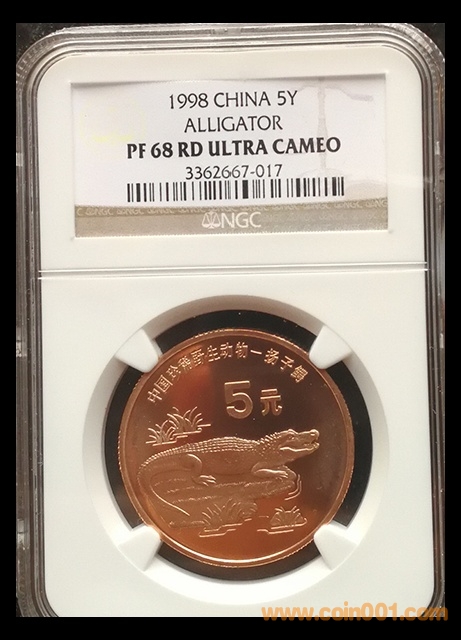 1998 CHINA 5Y
ALLIGATOR
PF 68 RD ULTRA CAMEO
3362667-017
NGC
中国珍稀野生动物—扬子鳄
5元
www.coin001.com